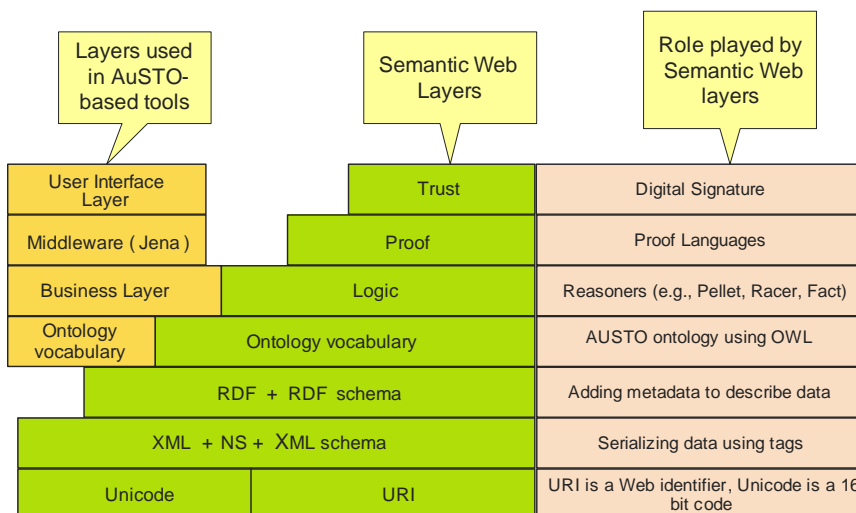 Layers used
in AuSTO-
based tools
Semantic Web
Layers
Role played by
Semantic Web
layers
User Interface
Layer
Trust
Digital Signature
Middleware ( Jena )
Proof
Proof Languages
Business Layer
Logic
Reasoners (e.g., Pellet, Racer, Fact)
Ontology
vocabulary
Ontology vocabulary
AUSTO ontology using OWL
RDF + RDF schema
Adding metadata to describe data
XML + NS + XML schema
Serializing data using tags
Unicode
URI
URI is a Web identifier, Unicode is a 16
bit code